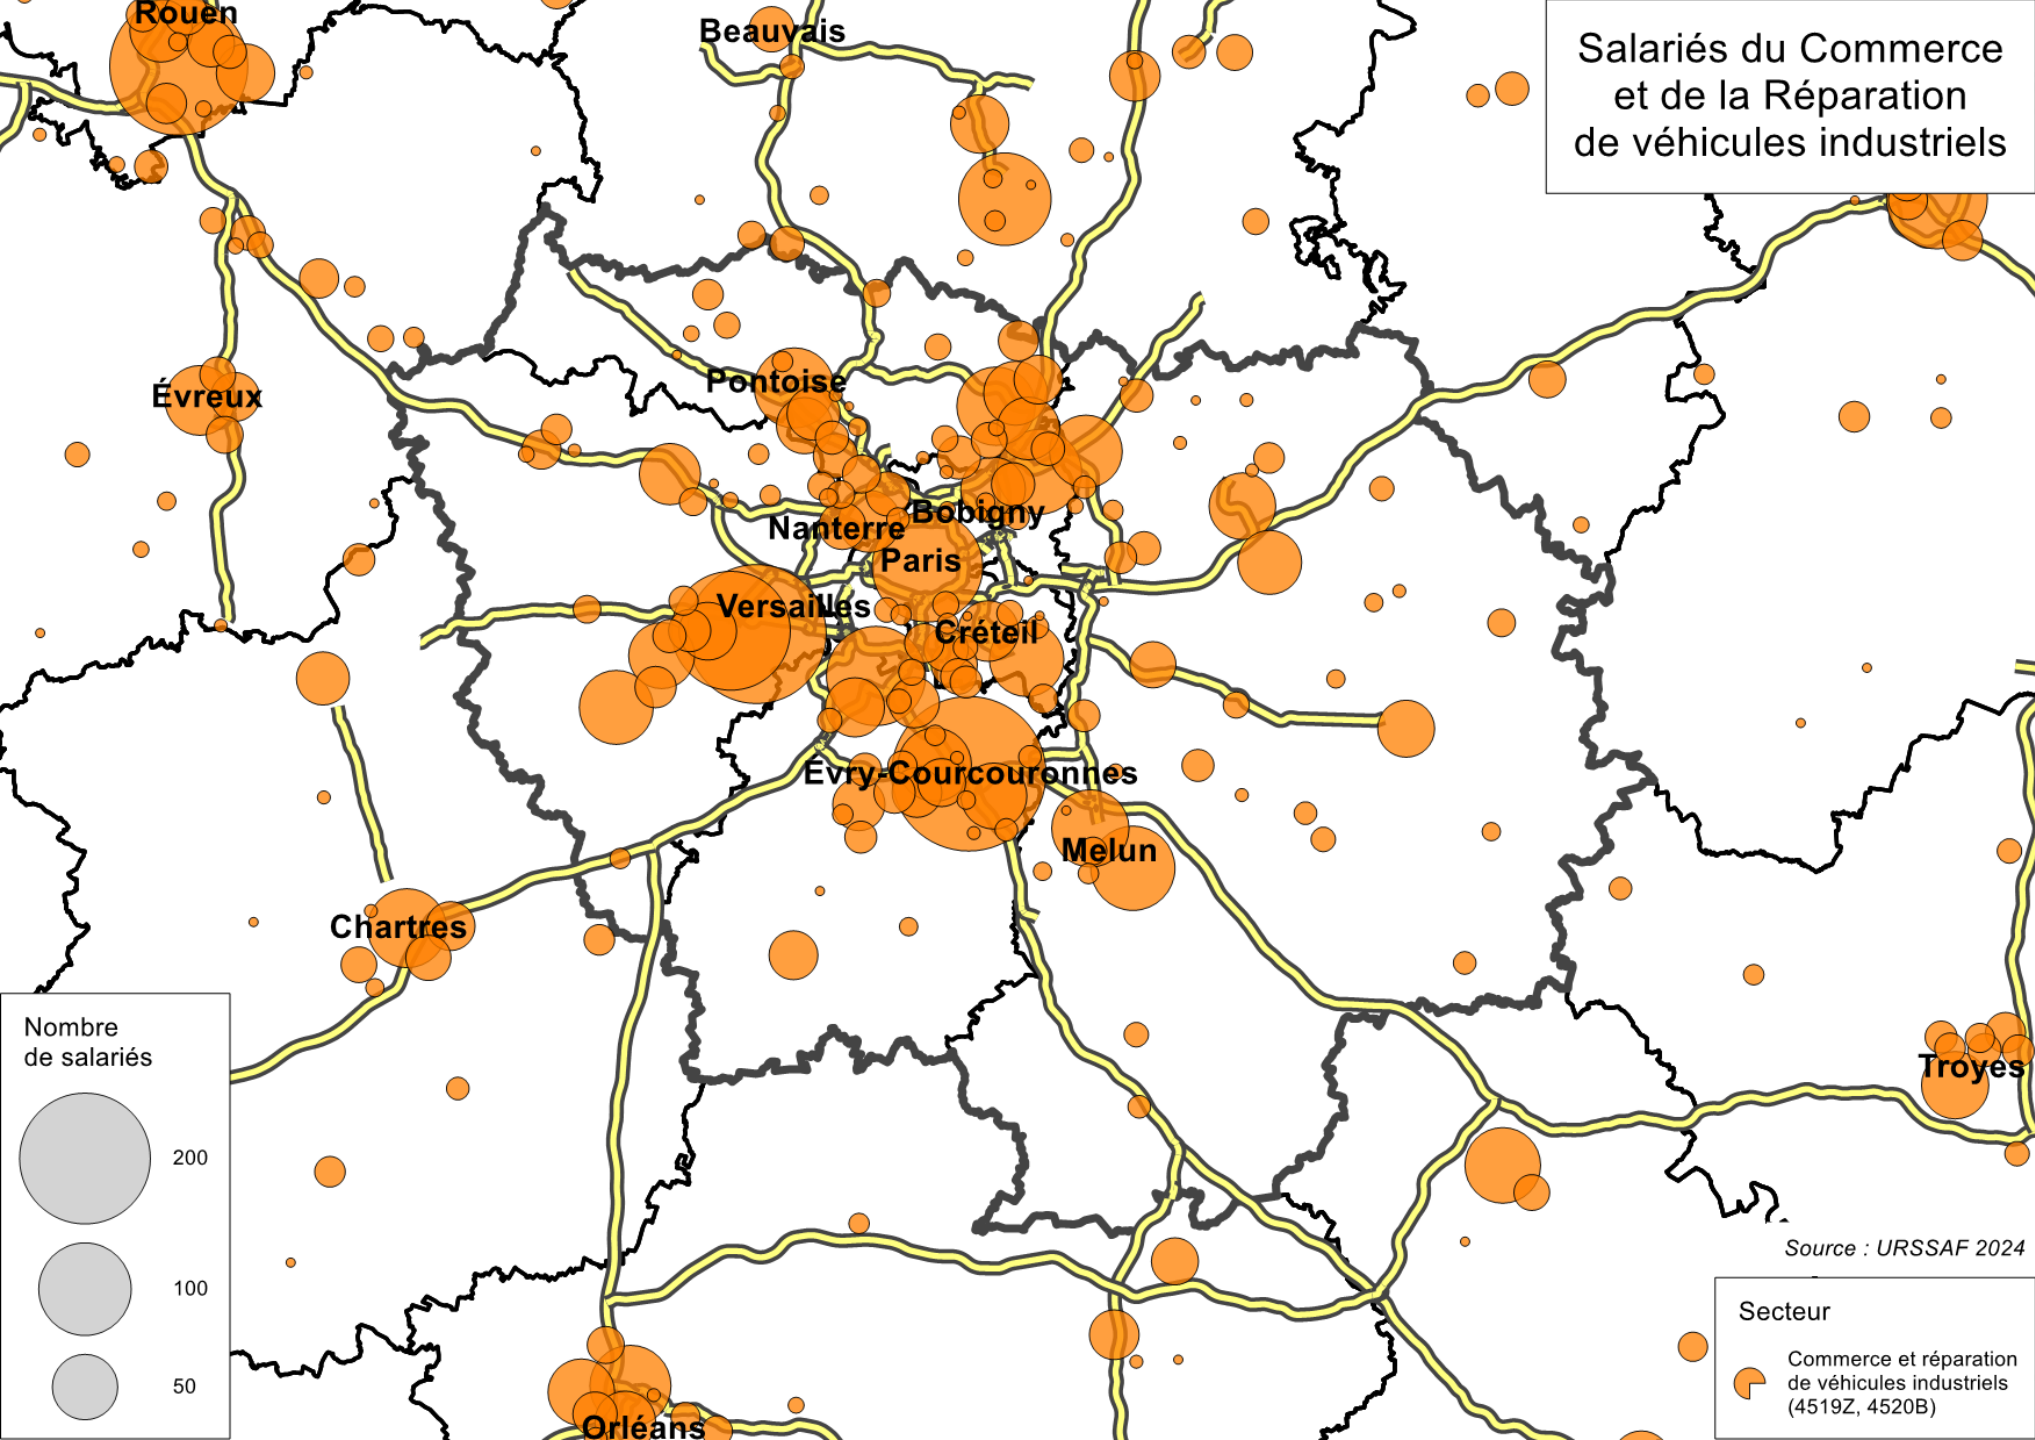 Rouen
Beauvais
Salariés du Commerce
et de la Réparation
de véhicules industriels
Pontoise
Évreux
Bobigny
Nanterre
Paris
Versailles
Créteil
Évry-Courcouronnes
Melun
Chartres
Nombre
de salariés
200
100
50
Troyes
Source : URSSAF 2024
Secteur
Commerce et réparation
de véhicules industriels
(4519Z, 4520B)
Orléans